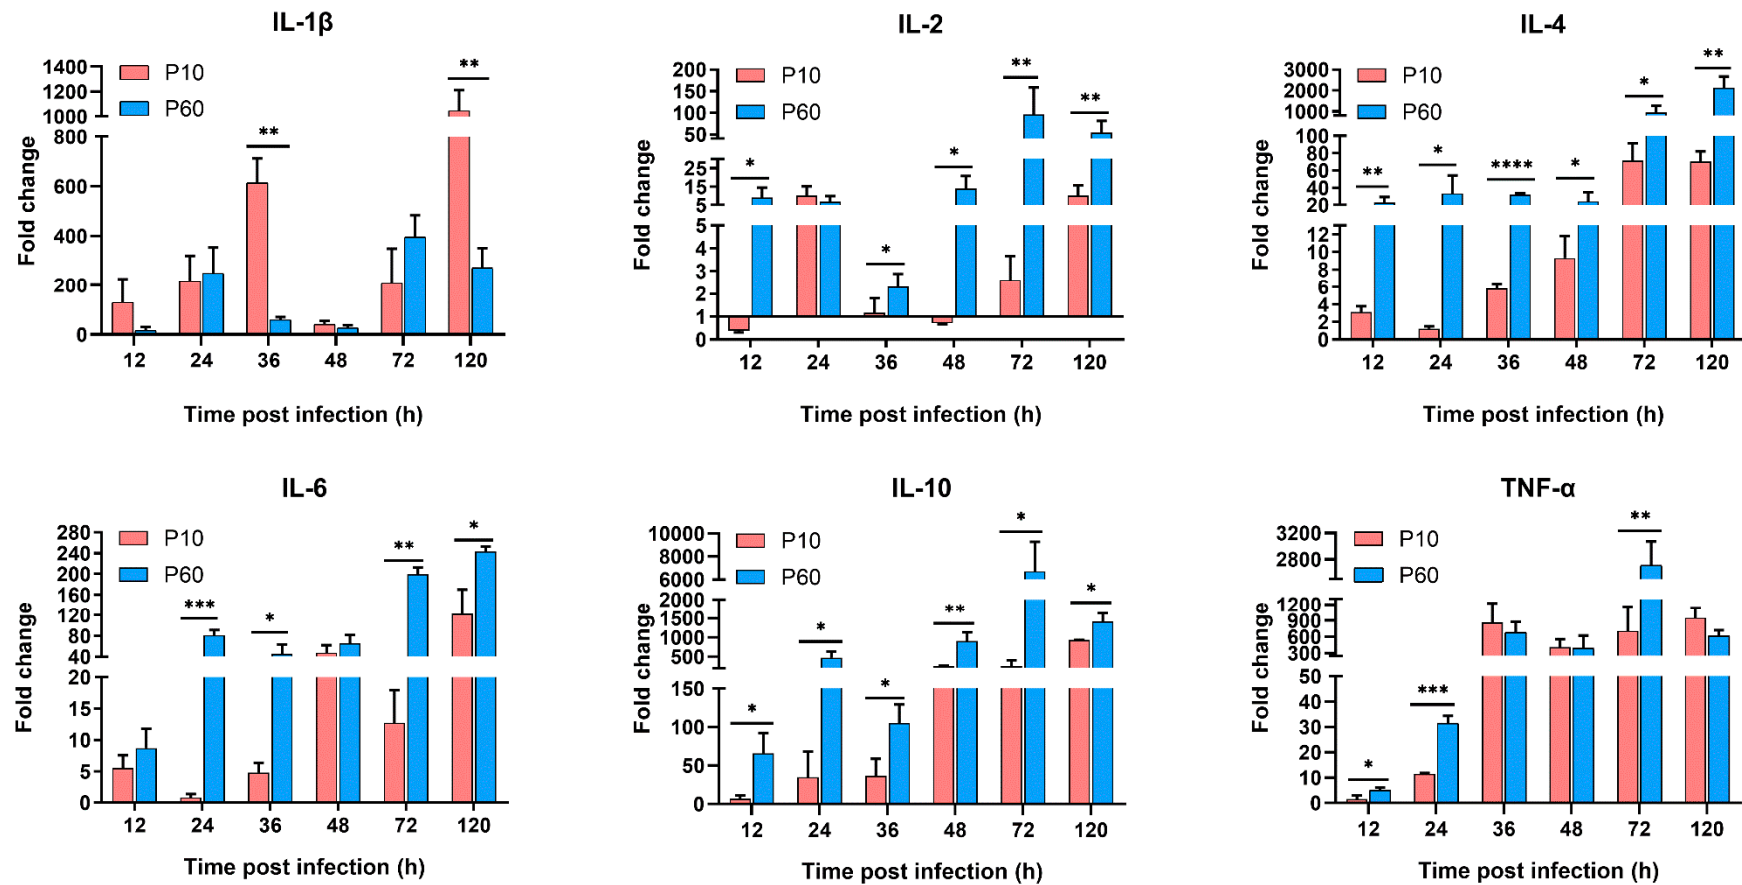 IL-1β
Fold change
1400
1200
1000
800
600
400
200
0
P10
P60
**
**
12 24 36 48 72 120
Time post infection (h)
IL-2
Fold change
200
150
100
50
25
15
5
5
4
3
2
1
0
P10
P60
*
*
*
**
**
12 24 36 48 72 120
Time post infection (h)
IL-4
Fold change
3000
2000
1000
100
80
60
40
20
12
10
8
6
4
2
0
P10
P60
**
*
****
*
*
**
12 24 36 48 72 120
Time post infection (h)
IL-6
Fold change
280
240
200
160
120
80
40
20
15
10
5
0
P10
P60
***
*
**
*
12 24 36 48 72 120
Time post infection (h)
IL-10
Fold change
10000
8000
6000
2000
1500
1000
500
150
100
50
0
P10
P60
*
*
*
**
*
*
12 24 36 48 72 120
Time post infection (h)
TNF-α
Fold change
3200
2800
1200
900
600
300
50
40
30
20
10
0
P10
P60
*
***
**
12 24 36 48 72 120
Time post infection (h)